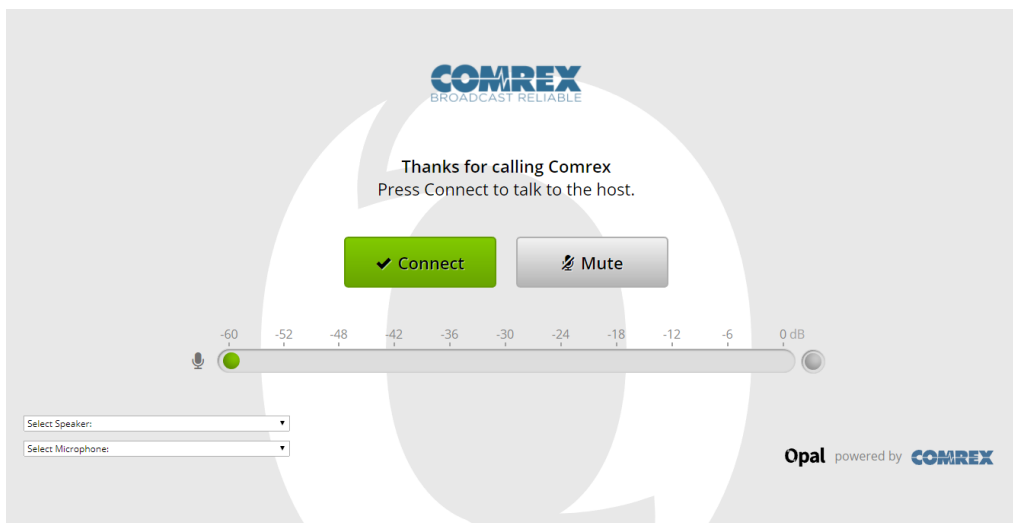 COMREX
BROADCAST RELIABLE
Thanks for calling Comrex
Press Connect to talk to the host.
Connect
Mute
-60 -52 -48 -42 -36 -30 -24 -18 -12 -6 0 dB
Select Speaker:
Select Microphone:
Opal powered by COMREX